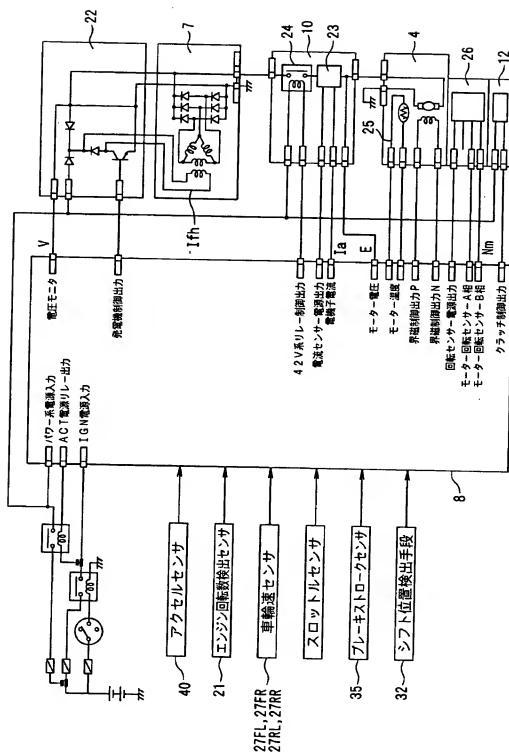 22
7
24
10
23
4
26
12
V
Ifh
Ia
E
25
Nm
電圧モニタ
発電機制御出力
42V系リレー制御出力
電流センサー電源出力
電機子電流
モーター電圧
モーター温度
界磁制御出力P
界磁制御出力N
回転センサー電源出力
モーター回転センサーA相
モーター回転センサーB相
クラッチ制御出力
パワー系電源入力
ACT電源リレー出力
IGN電源入力
8
アクセルセンサ
40
エンジン回転数検出センサ
21
車輪速センサ
27FL,27FR
27RL,27RR
スロットルセンサ
ブレーキストロークセンサ
35
シフト位置検出手段
32